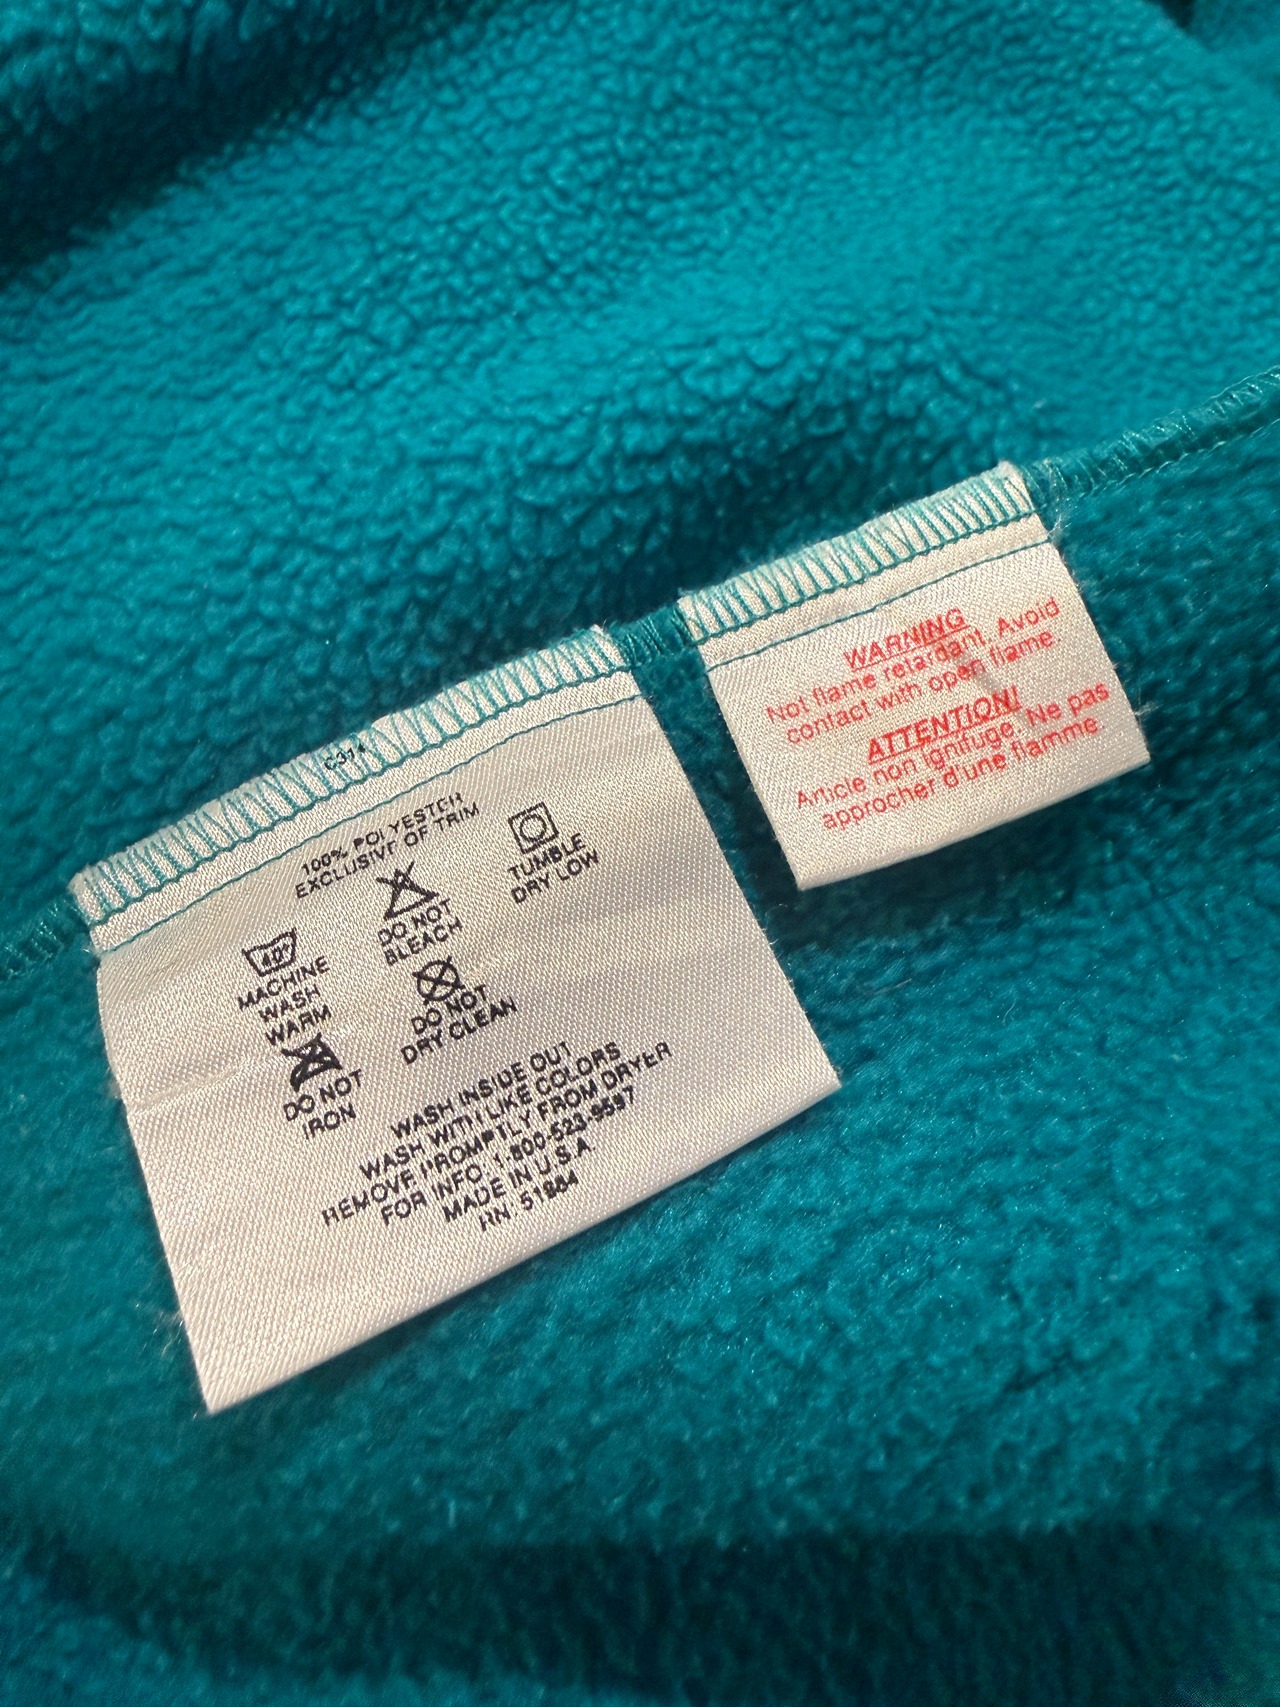 100% POLYESTER
EXCLUSIVE OF TRIM
40°
MACHINE
WASH
WARM
DO NOT
BLEACH
TUMBLE
DRY LOW
DO NOT
IRON
DO NOT
DRY CLEAN
WASH INSIDE OUT
WASH WITH LIKE COLORS
REMOVE PROMPTLY FROM DRYER
FOR INFO: 1-800-523-9597
MADE IN U.S.A.
RN 51884
WARNING
Not flame retardant. Avoid
contact with open flame
ATTENTION!
Article non ignifuge. Ne pas
approcher d'une flamme.